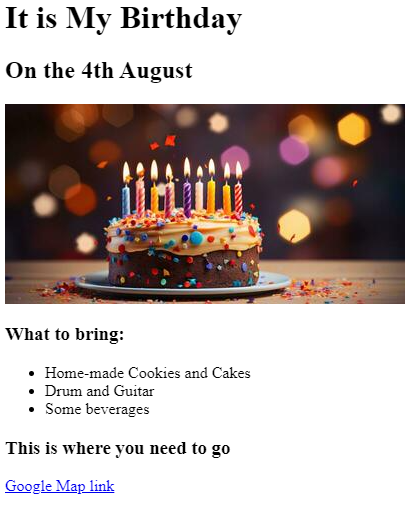 It is My Birthday
On the 4th August
What to bring:
Home-made Cookies and Cakes
Drum and Guitar
Some beverages
This is where you need to go
Google Map link